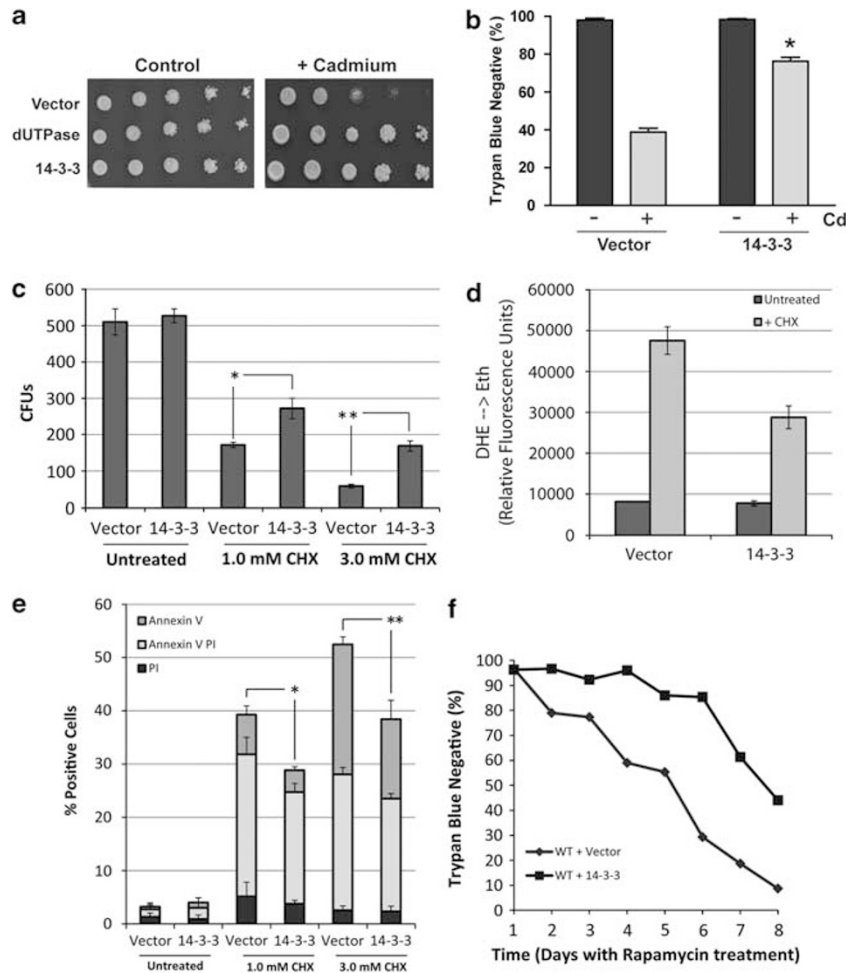 a
Control
+ Cadmium
Vector
dUTPase
14-3-3
b
Trypan Blue Negative (%)
100
80
60
40
20
0
- + - + Cd
Vector 14-3-3
c
CFUs
600
500
400
300
200
100
0
*
**
Vector 14-3-3 Vector 14-3-3 Vector 14-3-3
Untreated 1.0 mM CHX 3.0 mM CHX
d
DHE --> Eth
(Relative Fluorescence Units)
60000
50000
40000
30000
20000
10000
0
Untreated
+ CHX
Vector 14-3-3
e
% Positive Cells
60
50
40
30
20
10
0
Annexin V
Annexin V PI
PI
*
**
Vector 14-3-3 Vector 14-3-3 Vector 14-3-3
Untreated 1.0 mM CHX 3.0 mM CHX
f
Trypan Blue Negative (%)
100
90
80
70
60
50
40
30
20
10
0
WT + Vector
WT + 14-3-3
1 2 3 4 5 6 7 8
Time (Days with Rapamycin treatment)